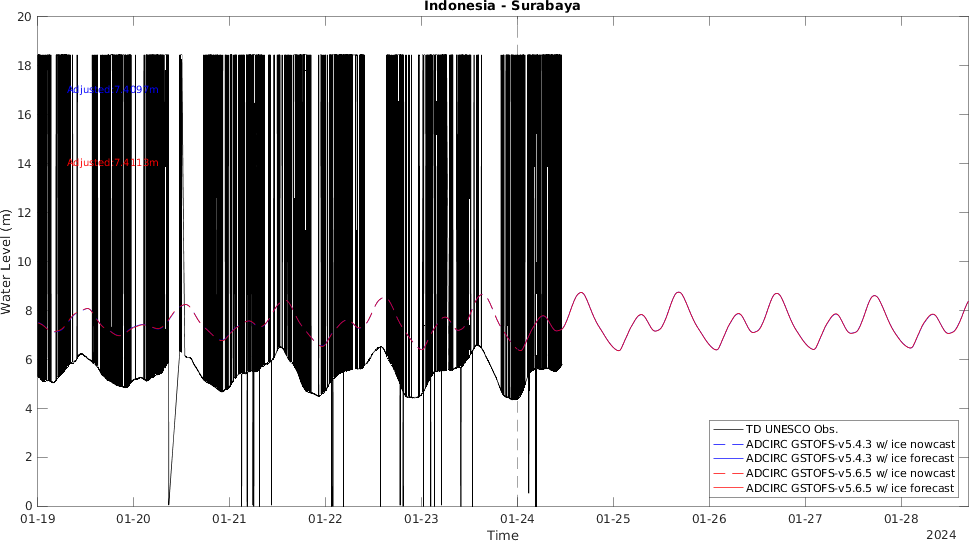 Indonesia - Surabaya
20
18
16
14
12
10
8
6
4
2
0
Water Level (m)
TD UNESCO Obs.
ADCIRC GSTOFS-v5.4.3 w/ ice nowcast
ADCIRC GSTOFS-v5.4.3 w/ ice forecast
ADCIRC GSTOFS-v5.6.5 w/ ice nowcast
ADCIRC GSTOFS-v5.6.5 w/ ice forecast
01-19 01-20 01-21 01-22 01-23 01-24 01-25 01-26 01-27 01-28
Time
2024